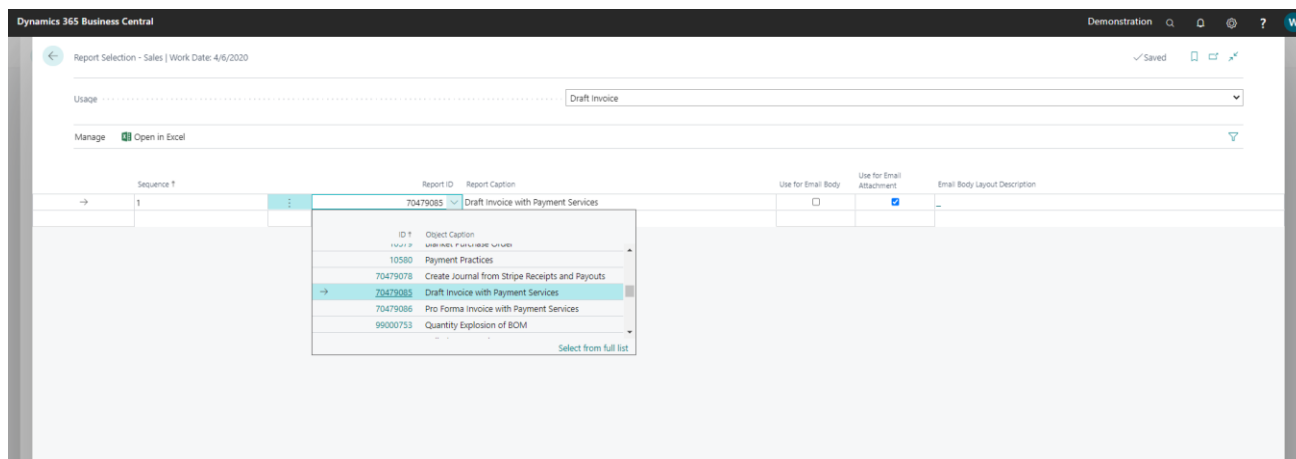 Dynamics 365 Business Central Demonstration ? W
Report Selection - Sales | Work Date: 4/6/2020 ✓ Saved
Usage Draft Invoice
Manage Open in Excel
Sequence ↑ Report ID Report Caption Use for Email Body Use for Email Attachment Email Body Layout Description
→ 1 70479085 Draft Invoice with Payment Services _
ID ↑ Object Caption
10579 Blanket Purchase Order
10580 Payment Practices
70479078 Create Journal from Stripe Receipts and Payouts
→ 70479085 Draft Invoice with Payment Services
70479086 Pro Forma Invoice with Payment Services
99000753 Quantity Explosion of BOM
Select from full list